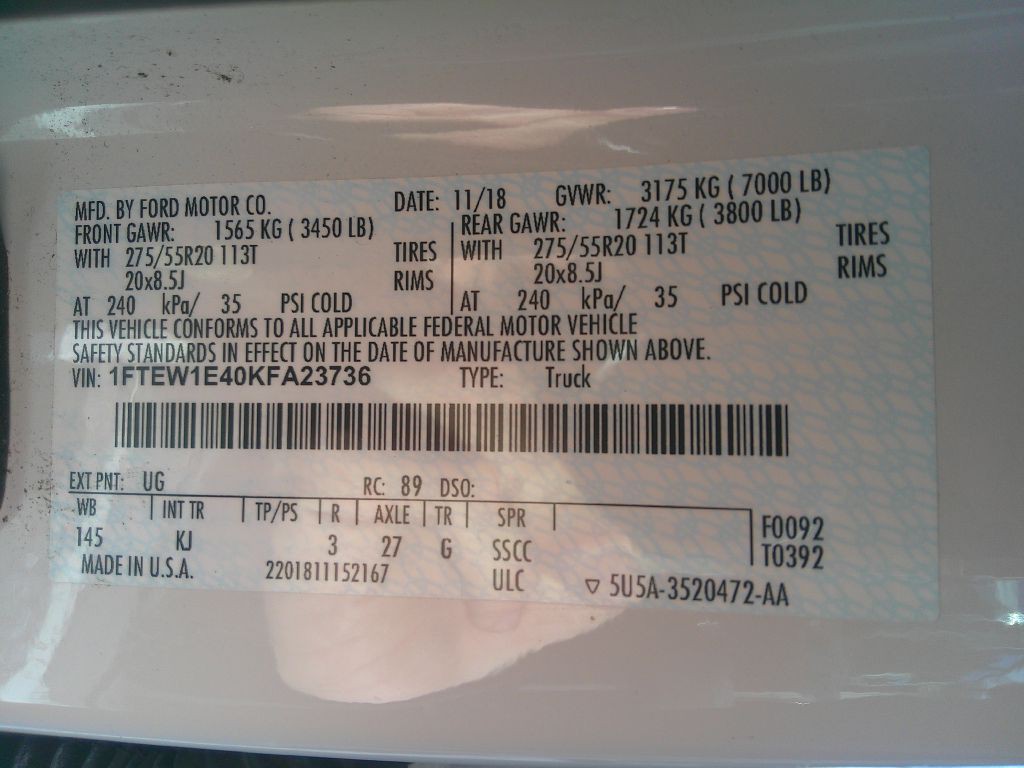 MFD. BY FORD MOTOR CO. DATE: 11/18 GVWR: 3175 KG ( 7000 LB)
FRONT GAWR: 1565 KG ( 3450 LB) REAR GAWR: 1724 KG ( 3800 LB)
WITH 275/55R20 113T TIRES WITH 275/55R20 113T TIRES
20x8.5J RIMS 20x8.5J RIMS
AT 240 kPa/ 35 PSI COLD AT 240 kPa/ 35 PSI COLD
THIS VEHICLE CONFORMS TO ALL APPLICABLE FEDERAL MOTOR VEHICLE
SAFETY STANDARDS IN EFFECT ON THE DATE OF MANUFACTURE SHOWN ABOVE.
VIN: 1FTEW1E40KFA23736 TYPE: Truck
EXT PNT: UG RC: 89 DSO:
WB INT TR TP/PS R AXLE TR SPR F0092
145 KJ 3 27 G SSCC T0392
MADE IN U.S.A. 2201811152167 ULC ▽ 5U5A-3520472-AA